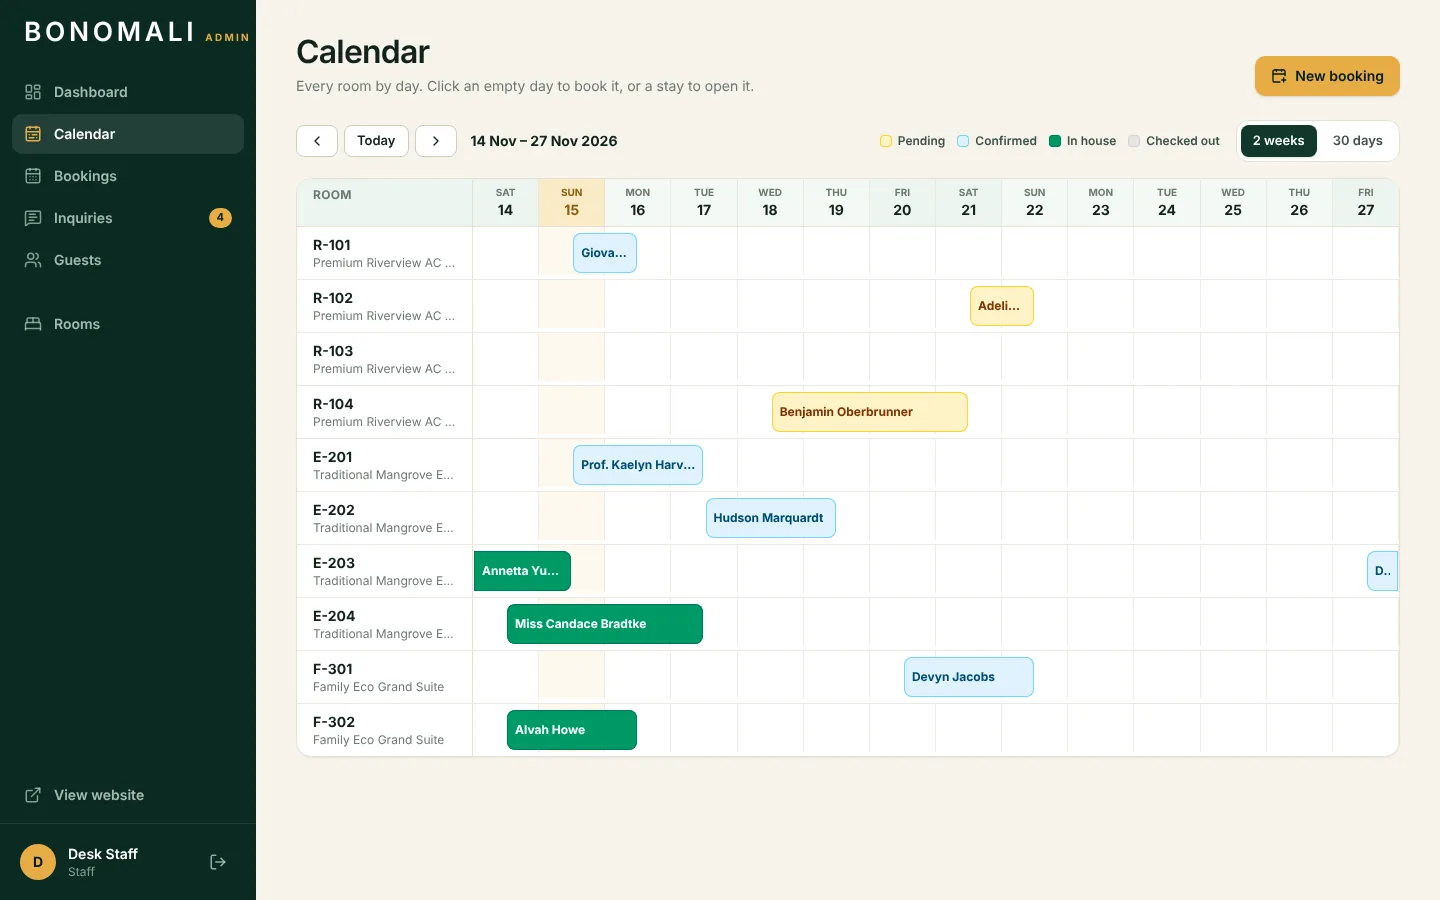 BONOMALI ADMIN
Dashboard
Calendar
Bookings
Inquiries 4
Guests
Rooms
View website
D
Desk Staff
Staff
Calendar
Every room by day. Click an empty day to book it, or a stay to open it.
New booking
Today
14 Nov – 27 Nov 2026
Pending
Confirmed
In house
Checked out
2 weeks
30 days
ROOM
SAT 14
SUN 15
MON 16
TUE 17
WED 18
THU 19
FRI 20
SAT 21
SUN 22
MON 23
TUE 24
WED 25
THU 26
FRI 27
R-101
Premium Riverview AC ...
Giova...
R-102
Premium Riverview AC ...
Adeli...
R-103
Premium Riverview AC ...
R-104
Premium Riverview AC ...
Benjamin Oberbrunner
E-201
Traditional Mangrove E...
Prof. Kaelyn Harv...
E-202
Traditional Mangrove E...
Hudson Marquardt
E-203
Traditional Mangrove E...
Annetta Yu...
D..
E-204
Traditional Mangrove E...
Miss Candace Bradtke
F-301
Family Eco Grand Suite
Devyn Jacobs
F-302
Family Eco Grand Suite
Alvah Howe